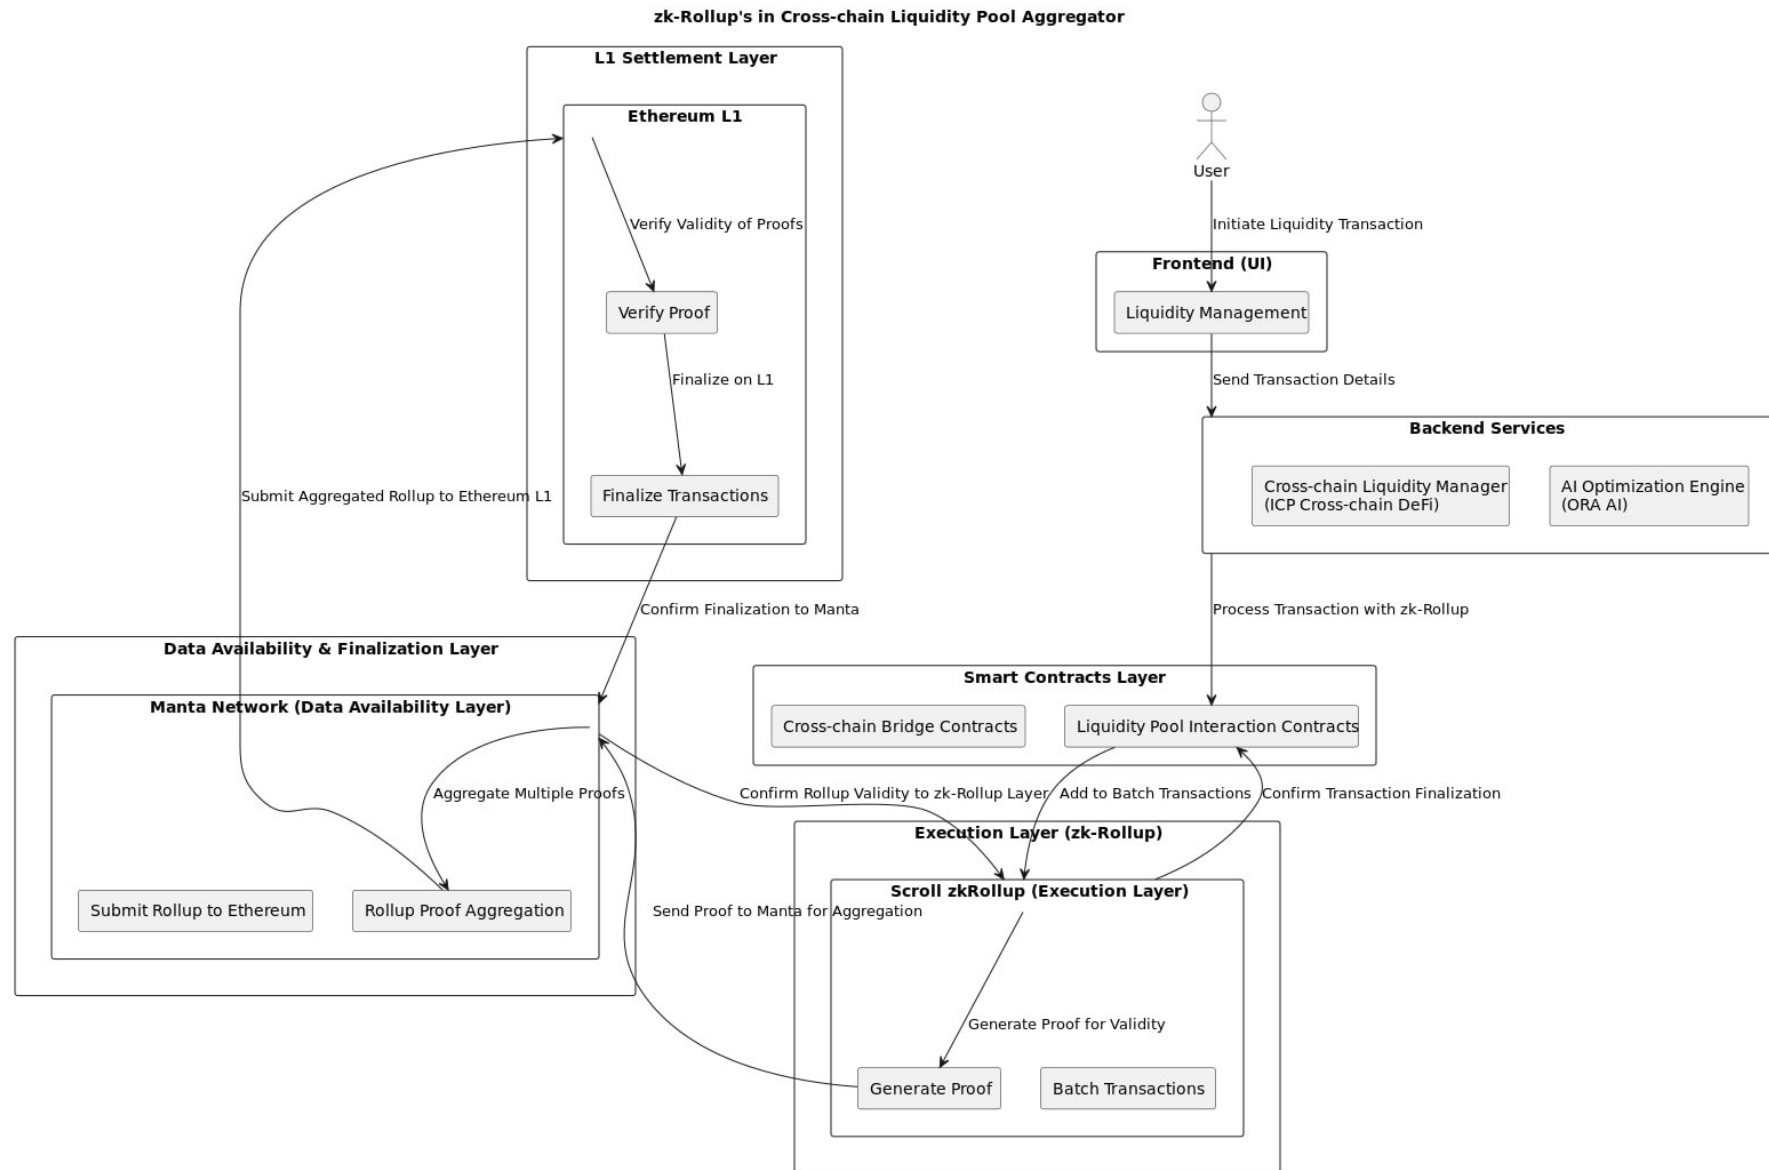 zk-Rollup's in Cross-chain Liquidity Pool Aggregator
L1 Settlement Layer
Ethereum L1
User
Verify Validity of Proofs
Initiate Liquidity Transaction
Frontend (UI)
Verify Proof
Liquidity Management
Finalize on L1
Send Transaction Details
Backend Services
Submit Aggregated Rollup to Ethereum L1
Finalize Transactions
Cross-chain Liquidity Manager
(ICP Cross-chain DeFi)
AI Optimization Engine
(ORA AI)
Confirm Finalization to Manta
Process Transaction with zk-Rollup
Data Availability & Finalization Layer
Smart Contracts Layer
Manta Network (Data Availability Layer)
Cross-chain Bridge Contracts
Liquidity Pool Interaction Contracts
Aggregate Multiple Proofs
Confirm Rollup Validity to zk-Rollup Layer
Add to Batch Transactions
Confirm Transaction Finalization
Execution Layer (zk-Rollup)
Scroll zkRollup (Execution Layer)
Submit Rollup to Ethereum
Rollup Proof Aggregation
Send Proof to Manta for Aggregation
Generate Proof for Validity
Generate Proof
Batch Transactions